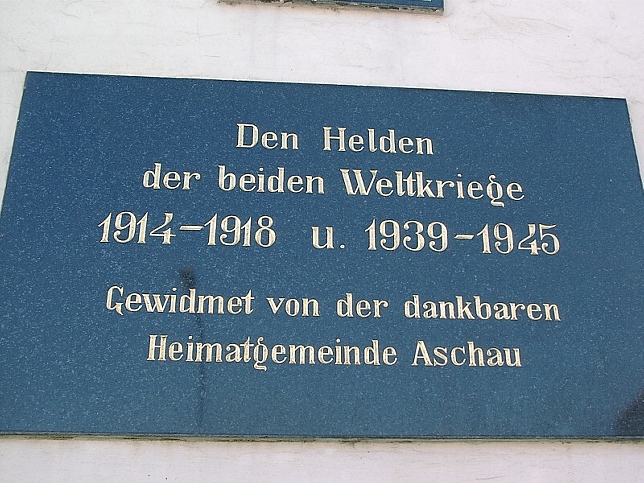 Den Helden
der beiden Weltkriege
1914-1918 u. 1939-1945
Gewidmet von der dankbaren
Heimatgemeinde Aschau